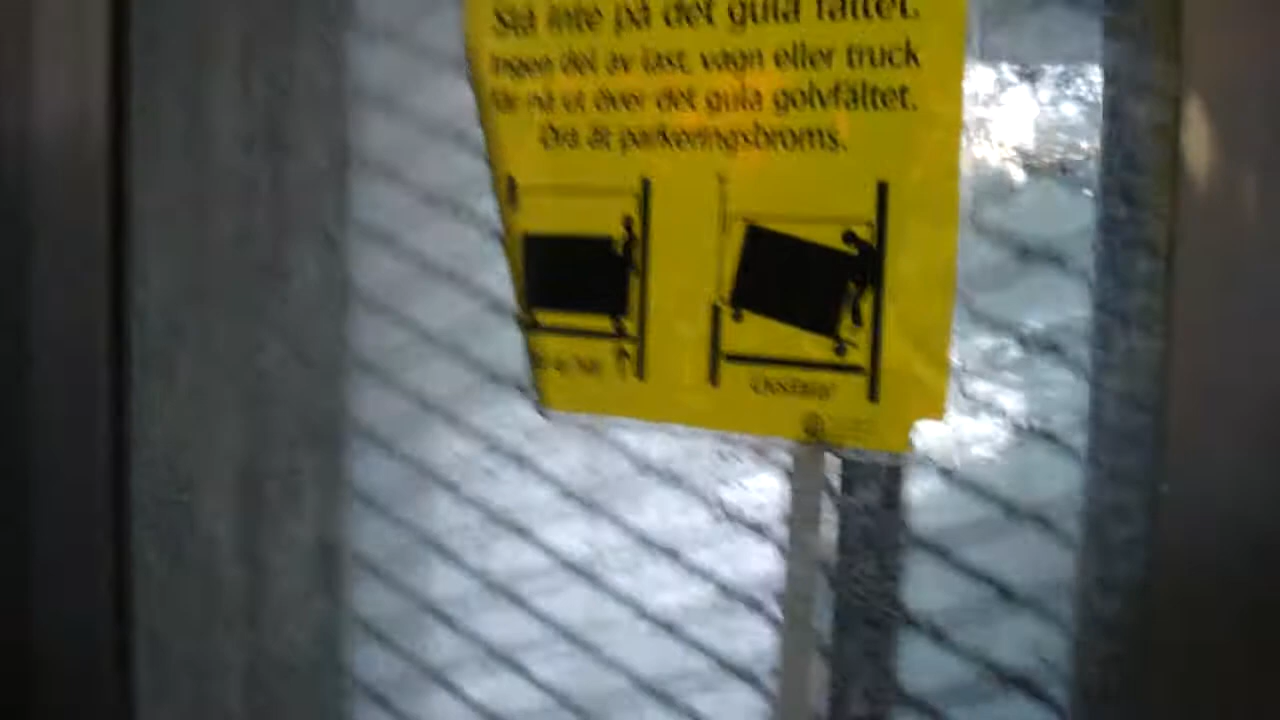 Stå inte på det gula fältet.
Ingen del av last, vagn eller truck
får nå ut över det gula golvfältet.
Dra åt parkeringsbroms.